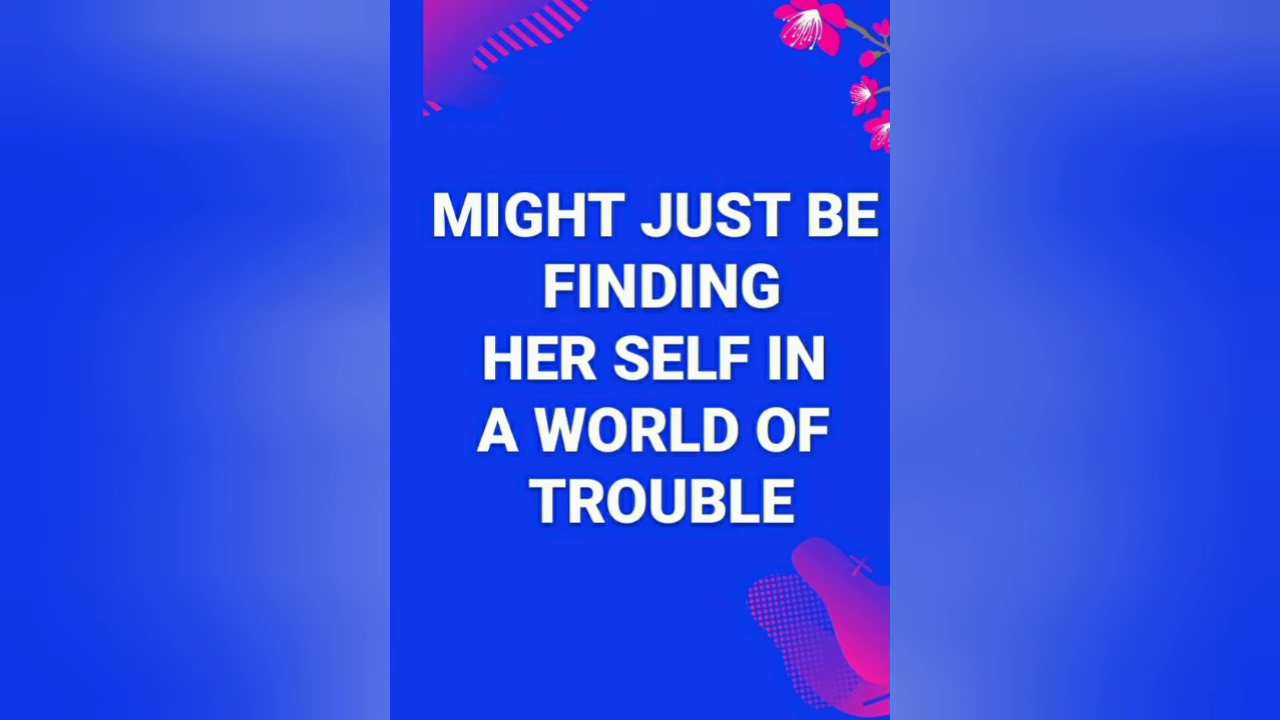 MIGHT JUST BE
FINDING
HER SELF IN
A WORLD OF
TROUBLE